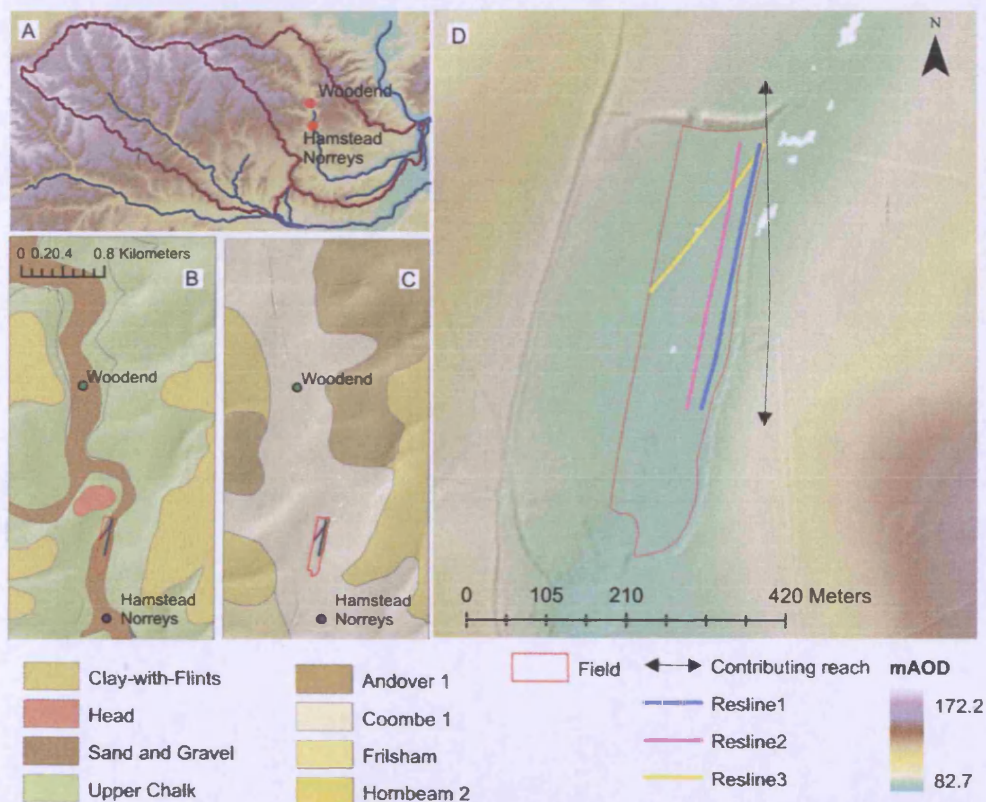 A
Woodend
Hamstead
Norreys
B
0 0.20.4 0.8 Kilometers
Woodend
Hamstead
Norreys
C
Woodend
Hamstead
Norreys
D
N
0 105 210 420 Meters
Clay-with-Flints
Head
Sand and Gravel
Upper Chalk
Andover 1
Coombe 1
Frilsham
Hornbeam 2
Field
Contributing reach
Resline1
Resline2
Resline3
mAOD
172.2
82.7